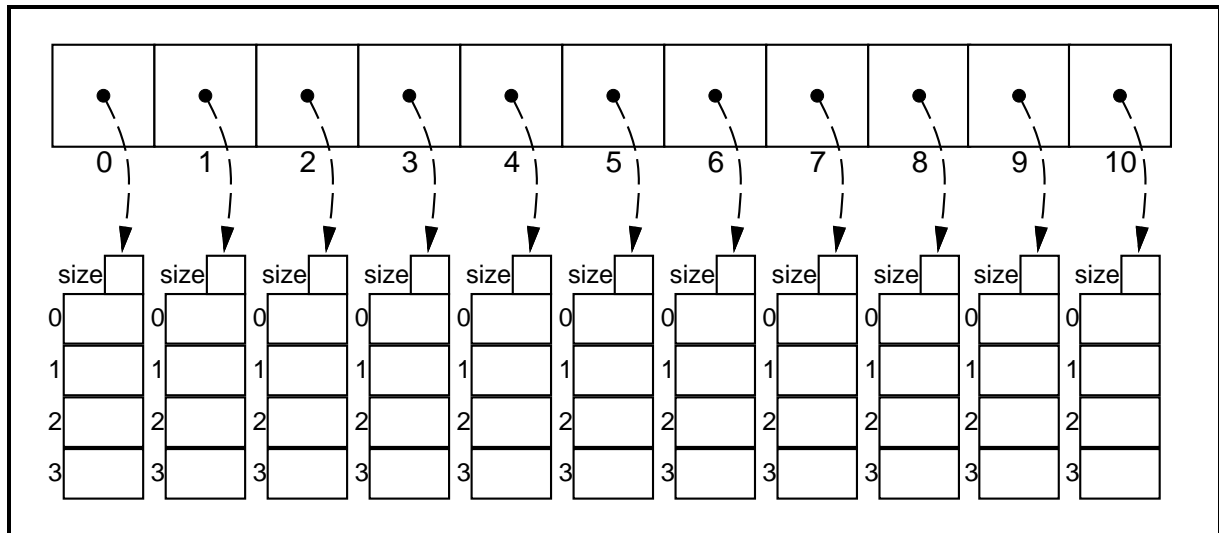 0 1 2 3 4 5 6 7 8 9 10
size size size size size size size size size size size
0 0 0 0 0 0 0 0 0 0 0
1 1 1 1 1 1 1 1 1 1 1
2 2 2 2 2 2 2 2 2 2 2
3 3 3 3 3 3 3 3 3 3 3